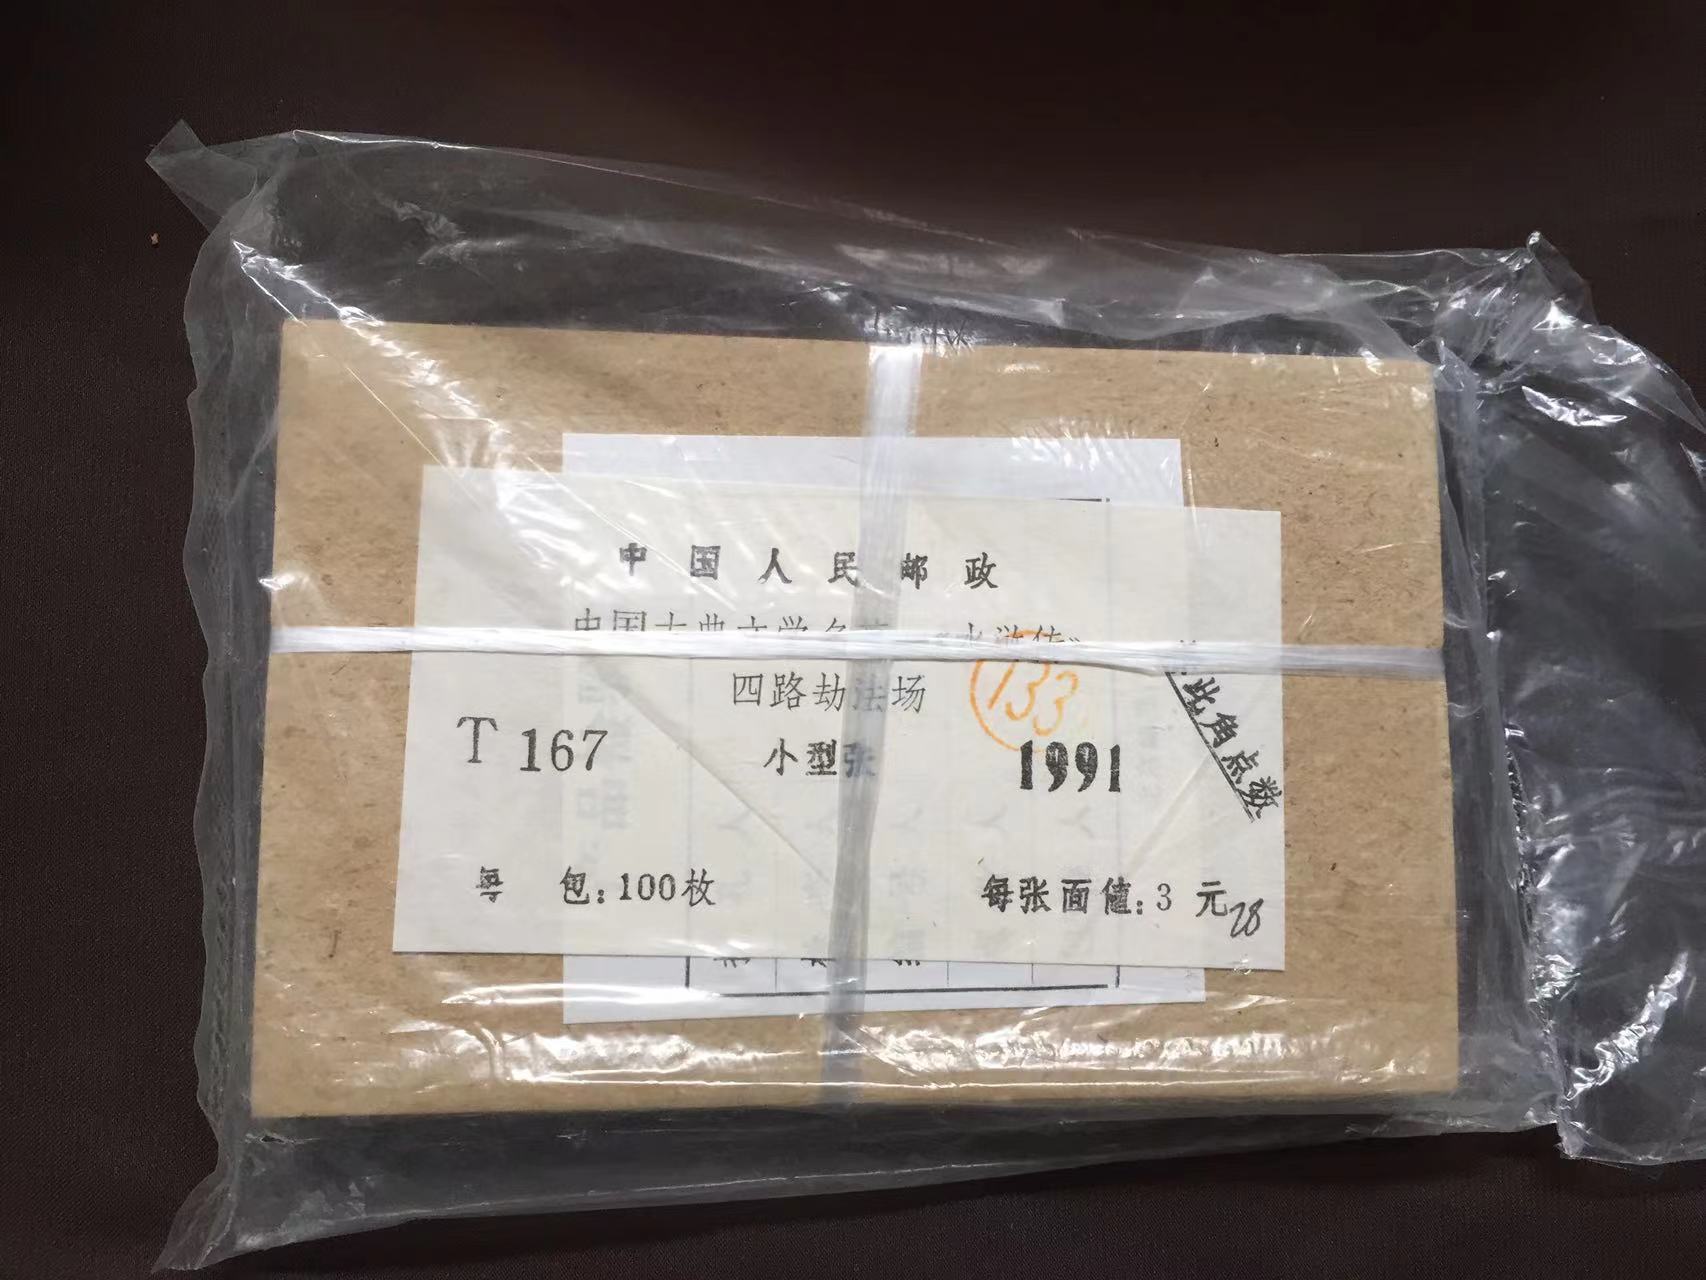 中国人民邮政
中国古典文学名著 "水浒传"
四路劫法场
133
T 167
小型张
1991
此角点数
每 包:100枚
每张面值:3 元
28